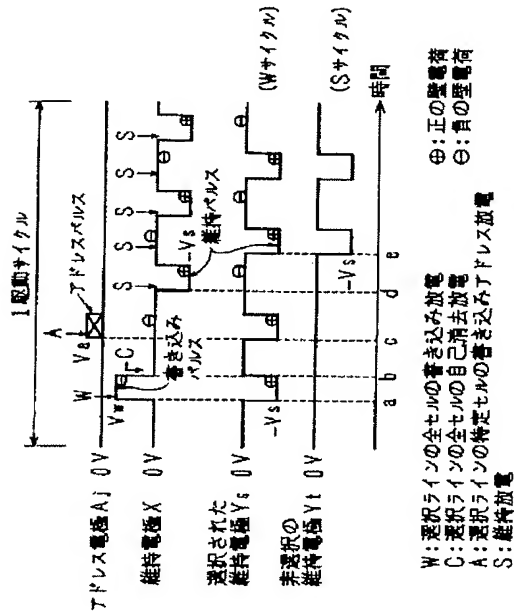 1駆動サイクル
A
アドレスパルス
アドレス電極Aj 0V
Va
W
Vw
C
書き込み
パルス
S S S S S
維持電極X 0V
-Vs
維持パルス
選択された
維持電極Ys 0V
-Vs
(Wサイクル)
非選択の
維持電極Yt 0V
-Vs
(Sサイクル)
a b c d e
時間
W:選択ラインの全セルの書き込み放電
C:選択ラインの全セルの自己消去放電
A:選択ラインの特定セルの書き込みアドレス放電
S:維持放電
⊕:正の壁電荷
⊖:負の壁電荷